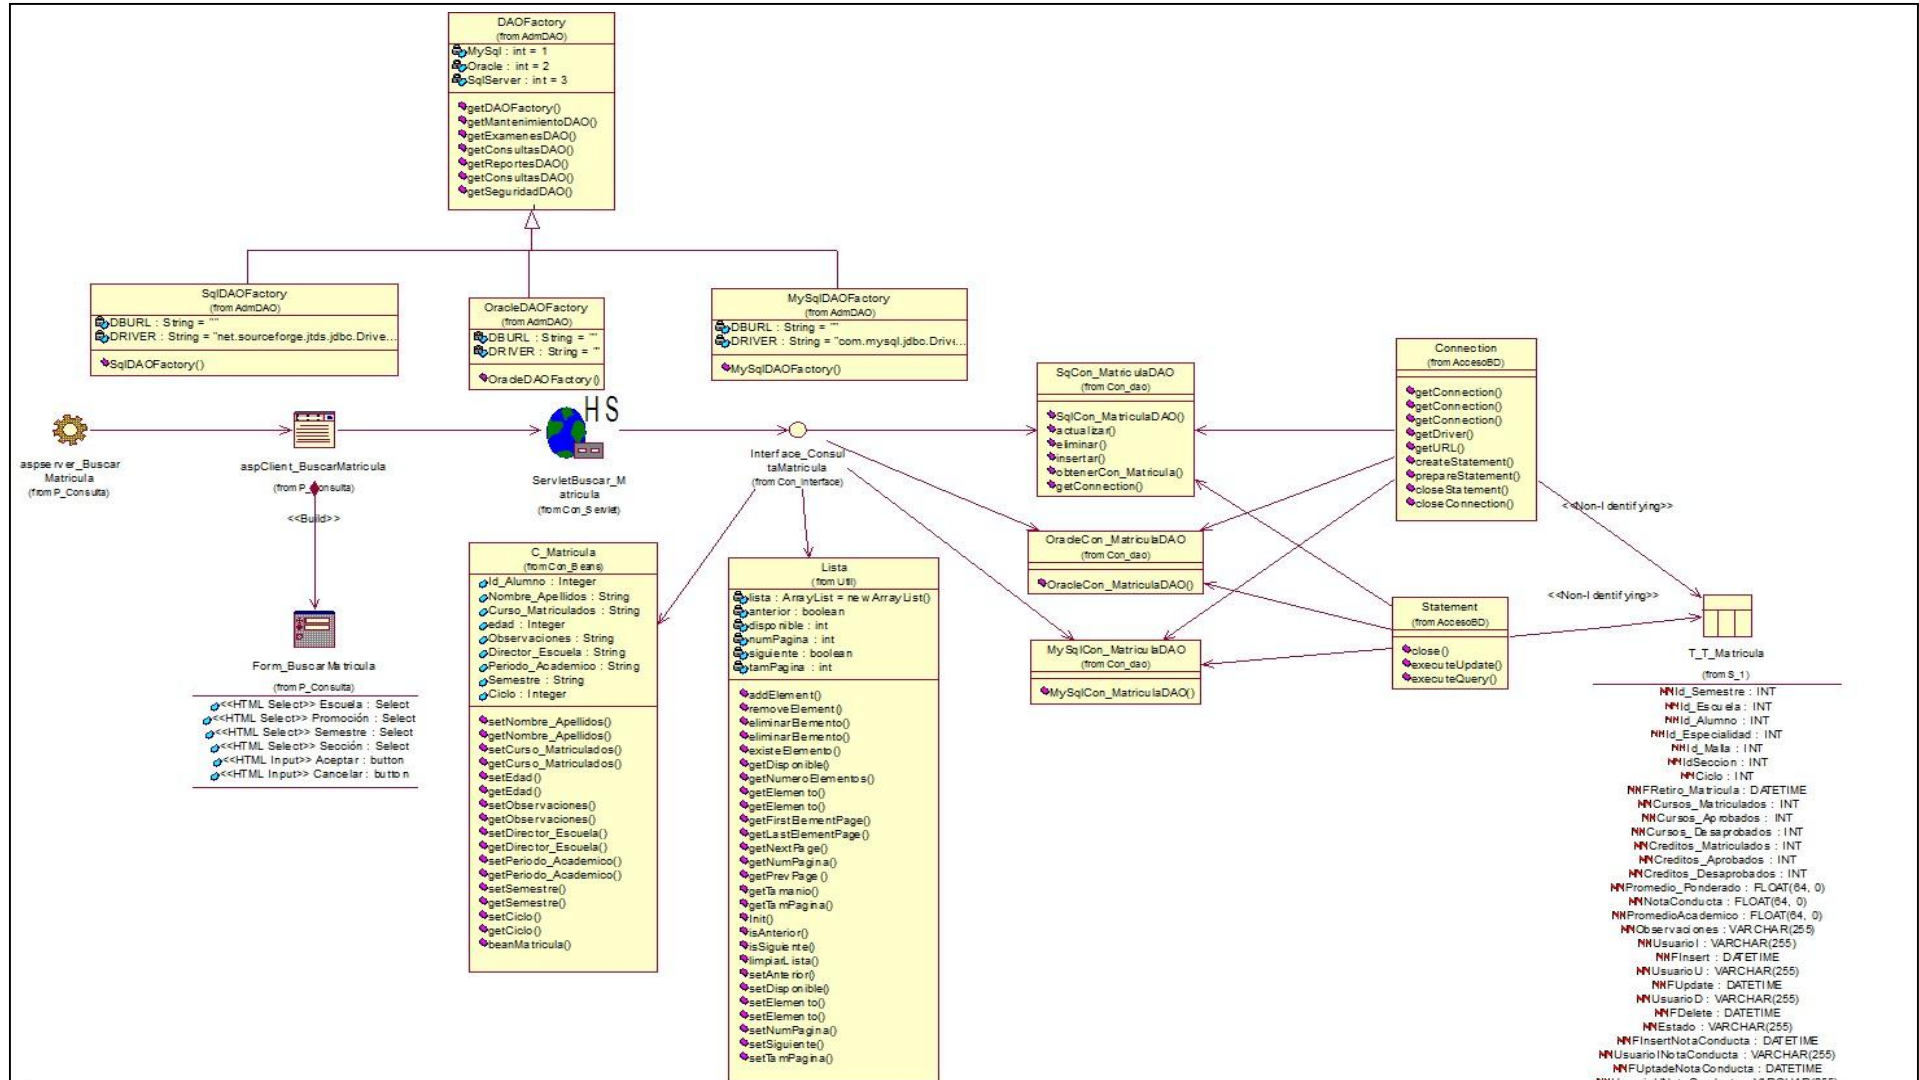 DAOFactory
(from AdmDAO)
MySql : int = 1
Oracle : int = 2
SqlServer : int = 3
getDAOFactory()
getMantenimientoDAO()
getExamenesDAO()
getConsultasDAO()
getReportesDAO()
getConsultasDAO()
getSeguridadDAO()
SqlDAOFactory
(from AdmDAO)
DBURL : String = ""
DRIVER : String = "net.sourceforge.jtds.jdbc.Drive...
SqlDAOFactory()
OracleDAOFactory
(from AdmDAO)
DBURL : String = ""
DRIVER : String = ""
OracleDAOFactory()
MySqlDAOFactory
(from AdmDAO)
DBURL : String = ""
DRIVER : String = "com.mysql.jdbc.Drive...
MySqlDAOFactory()
aspserver_Buscar
Matricula
(from P_Consulta)
aspClient_BuscarMatricula
(from P_Consulta)
<<Build>>
Form_BuscarMatricula
(from P_Consulta)
<<HTML Select>> Escuela : Select
<<HTML Select>> Promoción : Select
<<HTML Select>> Semestre : Select
<<HTML Select>> Sección : Select
<<HTML Input>> Aceptar : button
<<HTML Input>> Cancelar : button
HS
ServletBuscar_M
atricula
(from Con_Servlet)
Interface_Consul
taMatricula
(from Con_Interface)
C_Matricula
(from Con_Beans)
Id_Alumno : Integer
Nombre_Apellidos : String
Curso_Matriculados : String
edad : Integer
Observaciones : String
Director_Escuela : String
Periodo_Academico : String
Semestre : String
Ciclo : Integer
setNombre_Apellidos()
getNombre_Apellidos()
setCurso_Matriculados()
getCurso_Matriculados()
setEdad()
getEdad()
setObservaciones()
getObservaciones()
setDirector_Escuela()
getDirector_Escuela()
setPeriodo_Academico()
getPeriodo_Academico()
setSemestre()
getSemestre()
setCiclo()
getCiclo()
beanMatricula()
Lista
(from Util)
lista : ArrayList = new ArrayList()
anterior : boolean
disponible : int
numPagina : int
siguiente : boolean
tamPagina : int
addElement()
removeElement()
eliminarElemento()
eliminarElemento()
existeElemento()
getDisponible()
getNumeroElementos()
getElemento()
getElemento()
getFirstElementPage()
getLastElementPage()
getNextPage()
getNumPagina()
getPrevPage()
getTamanio()
getTamPagina()
Init()
isAnterior()
isSiguiente()
limpiarLista()
setAnterior()
setDisponible()
setElemento()
setElemento()
setNumPagina()
setSiguiente()
setTamPagina()
SqCon_MatriculaDAO
(from Con_dao)
SqlCon_MatriculaDAO()
actualizar()
eliminar()
insertar()
obtenerCon_Matricula()
getConnection()
OracleCon_MatriculaDAO
(from Con_dao)
OracleCon_MatriculaDAO()
MySqlCon_MatriculaDAO
(from Con_dao)
MySqlCon_MatriculaDAO()
Connection
(from AccesoBD)
getConnection()
getConnection()
getConnection()
getDriver()
getURL()
createStatement()
prepareStatement()
closeStatement()
closeConnection()
Statement
(from AccesoBD)
close()
executeUpdate()
executeQuery()
<<Non-Identifying>>
<<Non-Identifying>>
T_T_Matricula
(from S_1)
Id_Semestre : INT
Id_Escuela : INT
Id_Alumno : INT
Id_Especialidad : INT
Id_Malla : INT
IdSeccion : INT
Ciclo : INT
FRetiro_Matricula : DATETIME
Cursos_Matriculados : INT
Cursos_Aprobados : INT
Cursos_Desaprobados : INT
Creditos_Matriculados : INT
Creditos_Aprobados : INT
Creditos_Desaprobados : INT
Promedio_Ponderado : FLOAT(64, 0)
NotaConducta : FLOAT(64, 0)
PromedioAcademico : FLOAT(64, 0)
Observaciones : VARCHAR(255)
UsuarioI : VARCHAR(255)
FInsert : DATETIME
UsuarioU : VARCHAR(255)
FUpdate : DATETIME
UsuarioD : VARCHAR(255)
FDelete : DATETIME
Estado : VARCHAR(255)
FInsertNotaConducta : DATETIME
UsuarioINotaConducta : VARCHAR(255)
FUptadeNotaConducta : DATETIME